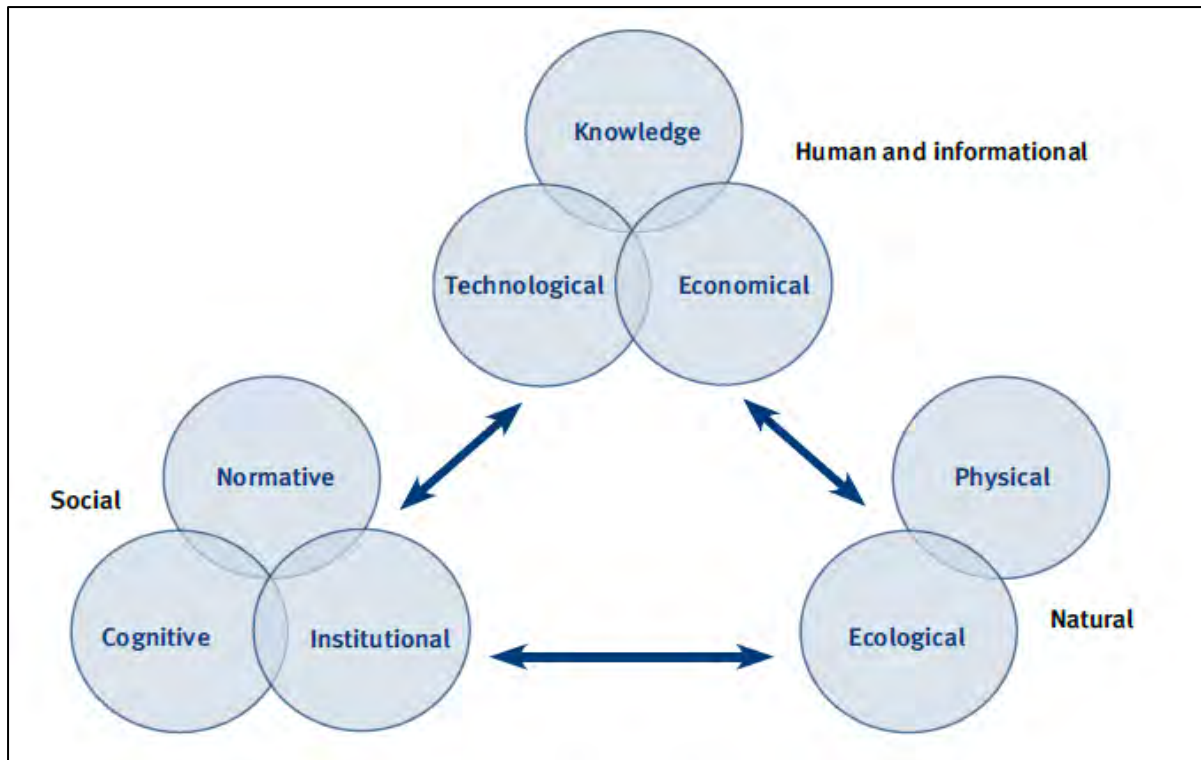 Knowledge
Human and informational
Technological
Economical
Normative
Social
Cognitive
Institutional
Physical
Ecological
Natural